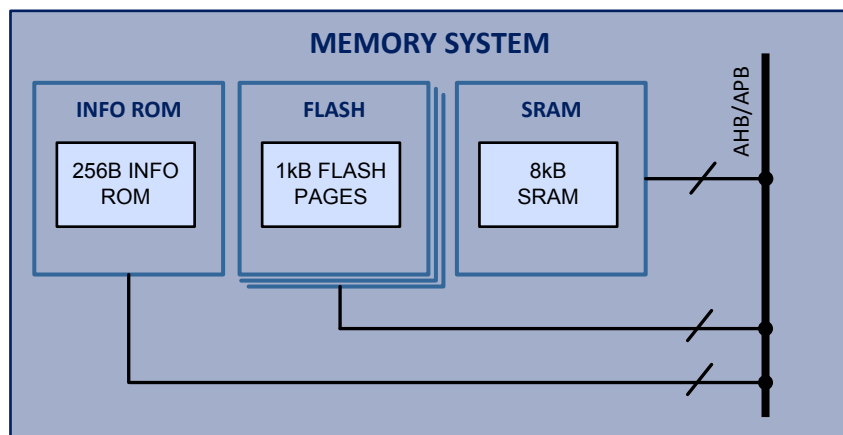 MEMORY SYSTEM
INFO ROM
256B INFO
ROM
FLASH
1kB FLASH
PAGES
SRAM
8kB
SRAM
AHB/APB